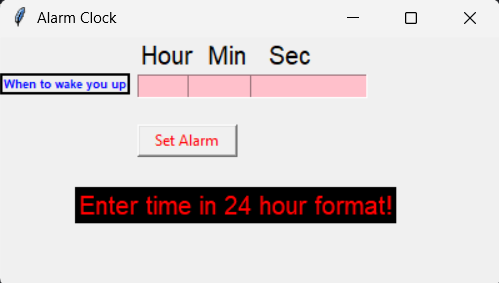 Alarm Clock
Hour Min Sec
When to wake you up
Set Alarm
Enter time in 24 hour format!